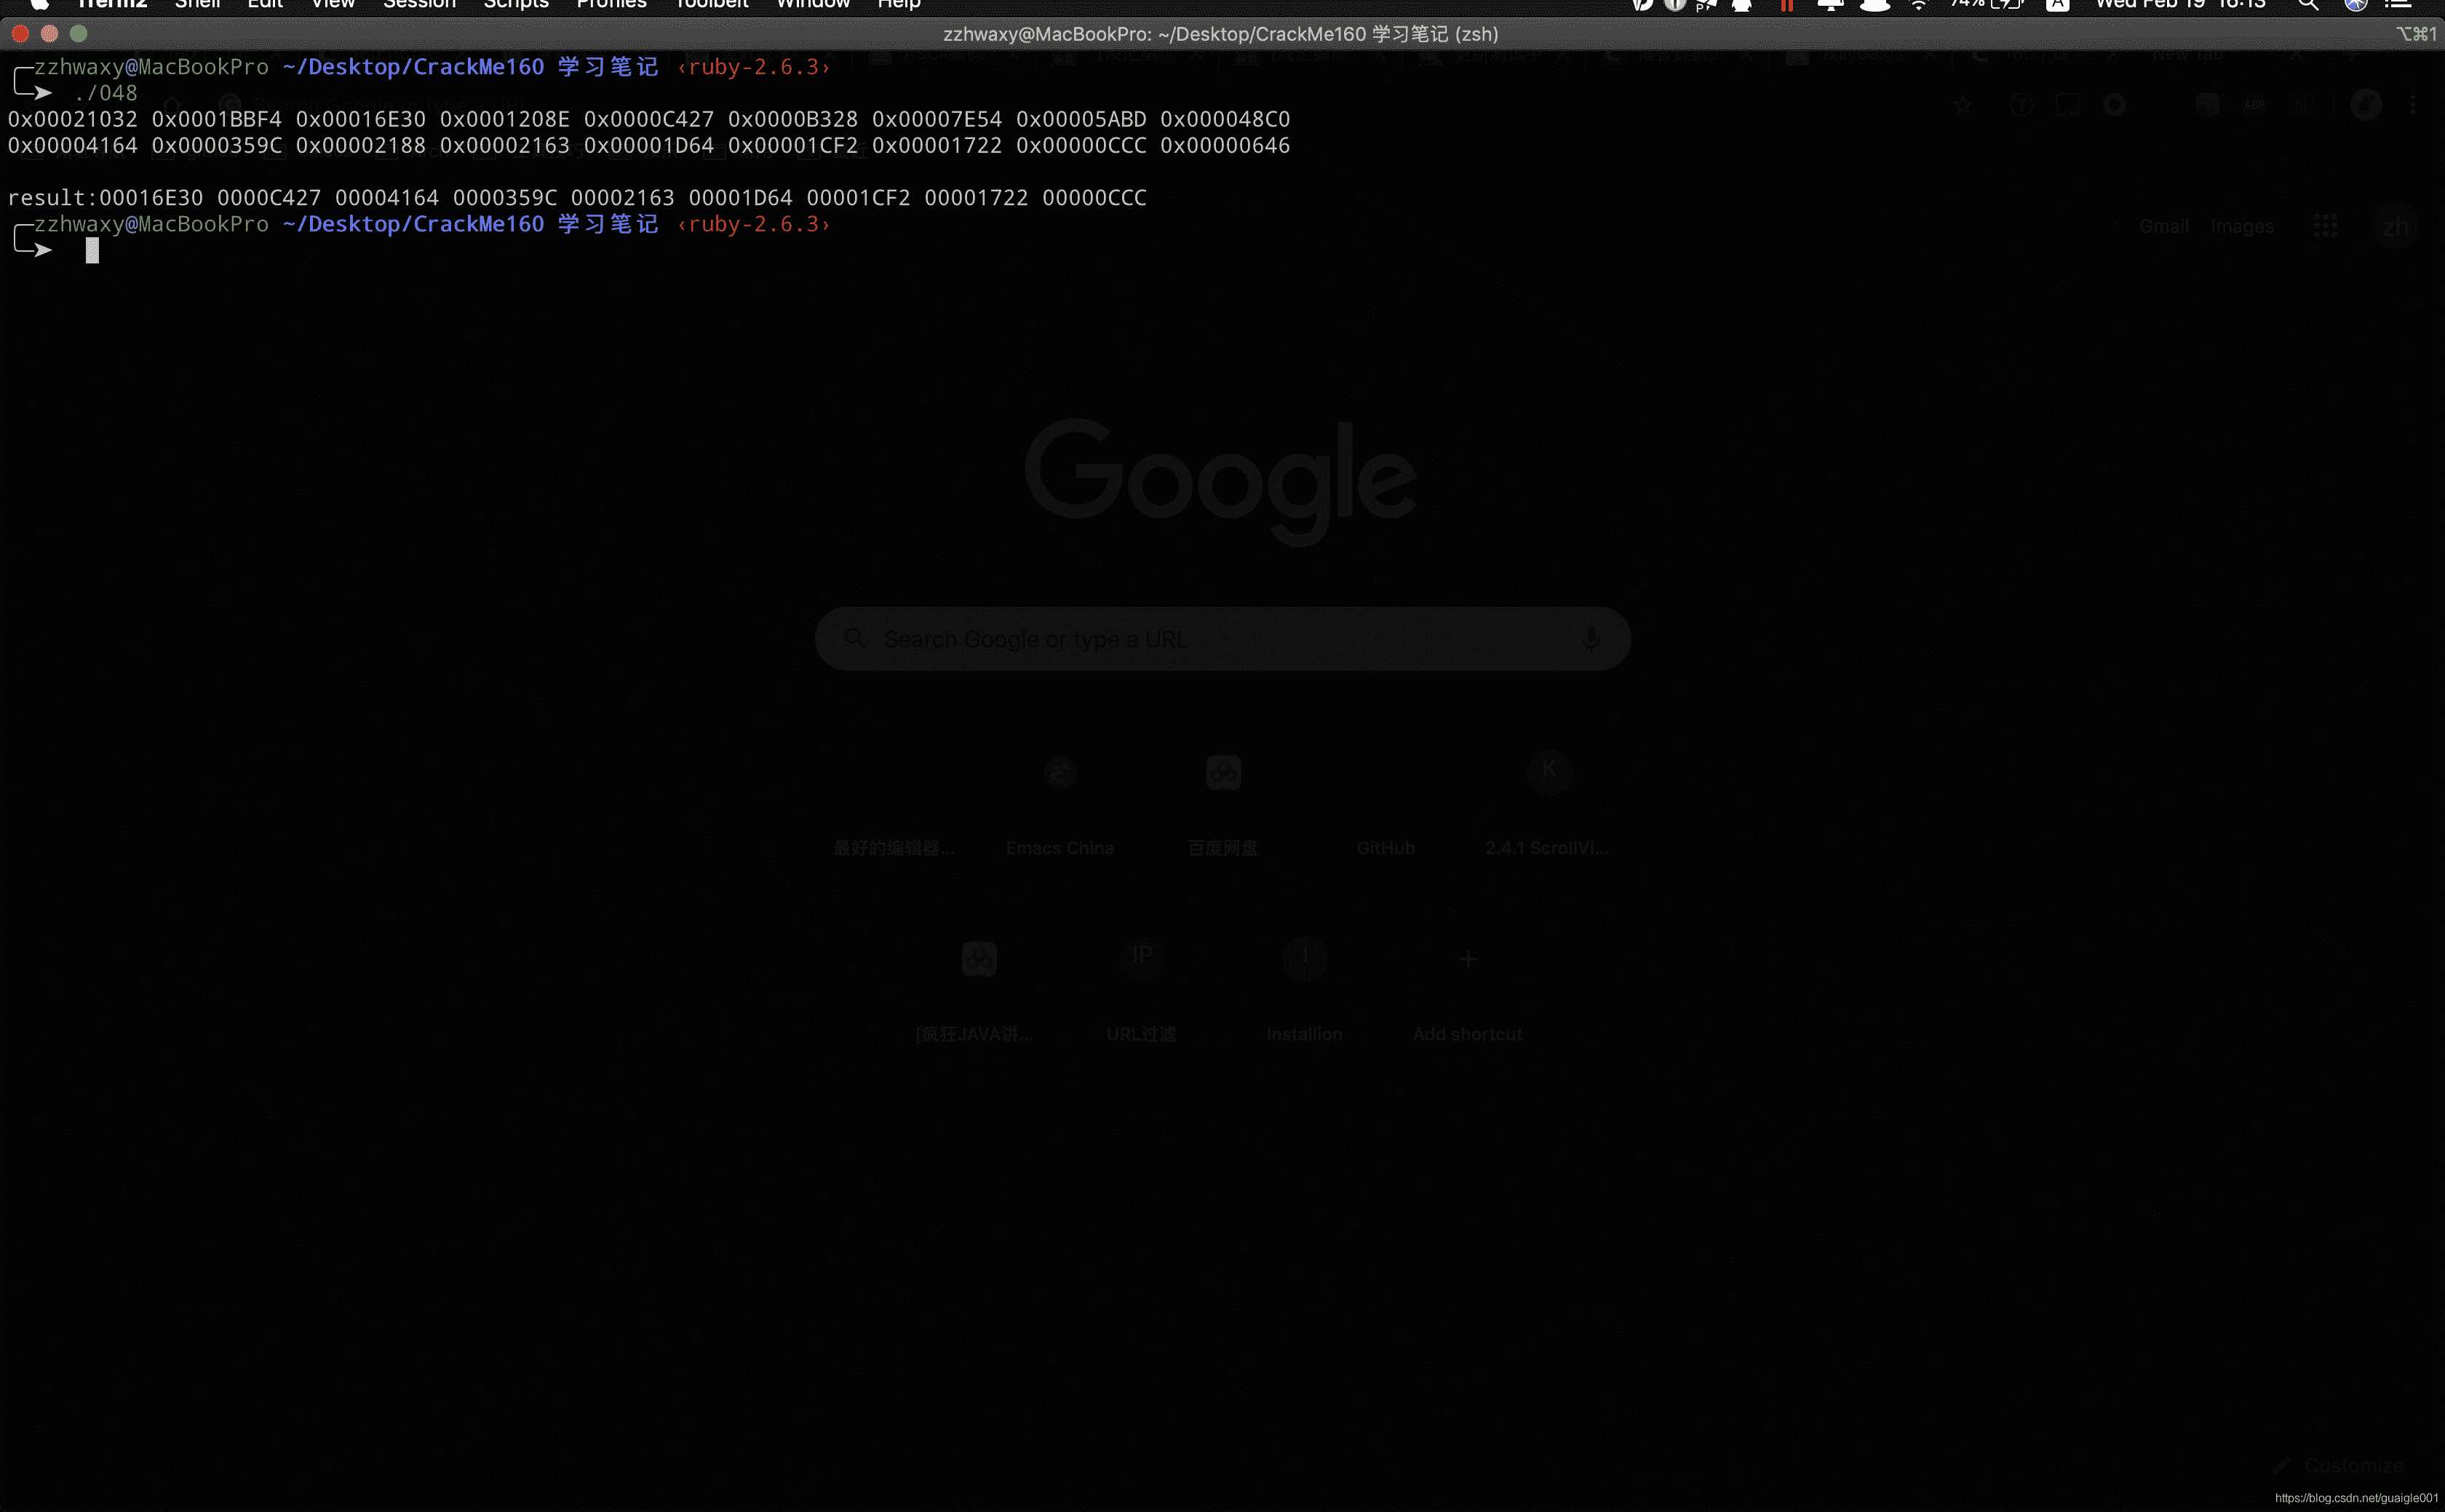 iTerm2 Shell Edit View Session Scripts Profiles Toolbelt Window Help 74% A Wed Feb 19 16:13
zzhwaxy@MacBookPro: ~/Desktop/CrackMe160 学习笔记 (zsh) ⌥⌘1
zzhwaxy@MacBookPro ~/Desktop/CrackMe160 学习笔记 ‹ruby-2.6.3›
./048
0x00021032 0x0001BBF4 0x00016E30 0x0001208E 0x0000C427 0x0000B328 0x00007E54 0x00005ABD 0x000048C0
0x00004164 0x0000359C 0x00002188 0x00002163 0x00001D64 0x00001CF2 0x00001722 0x00000CCC 0x00000646
result:00016E30 0000C427 00004164 0000359C 00002163 00001D64 00001CF2 00001722 00000CCC
zzhwaxy@MacBookPro ~/Desktop/CrackMe160 学习笔记 ‹ruby-2.6.3›
New Tab
ABP
Gmail Images zh
Google
Search Google or type a URL
K
最好的编辑器... Emacs China 百度网盘 GitHub 2.4.1 ScrollVi...
IP I
[疯狂JAVA讲... URL过滤 Installion Add shortcut
Customize
https://blog.csdn.net/guaigle001